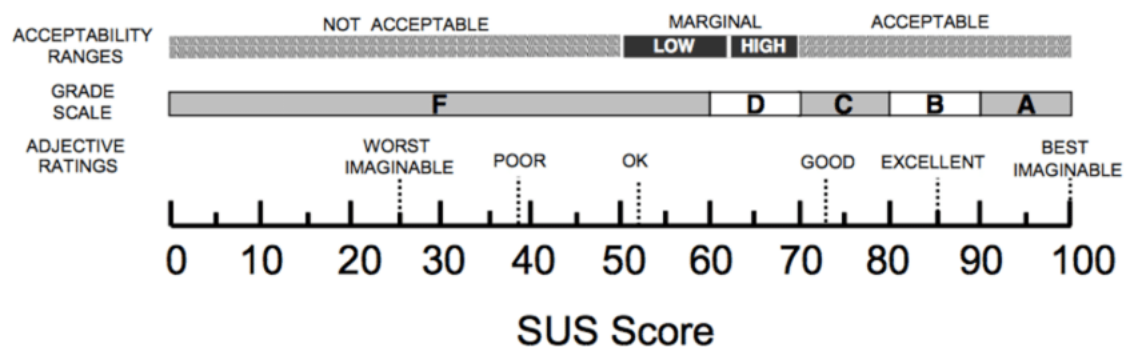 NOT ACCEPTABLE MARGINAL ACCEPTABLE
ACCEPTABILITY
RANGES
LOW HIGH
GRADE
SCALE
F D C B A
ADJECTIVE
RATINGS
WORST
IMAGINABLE
POOR
OK
GOOD
EXCELLENT
BEST
IMAGINABLE
0 10 20 30 40 50 60 70 80 90 100
SUS Score